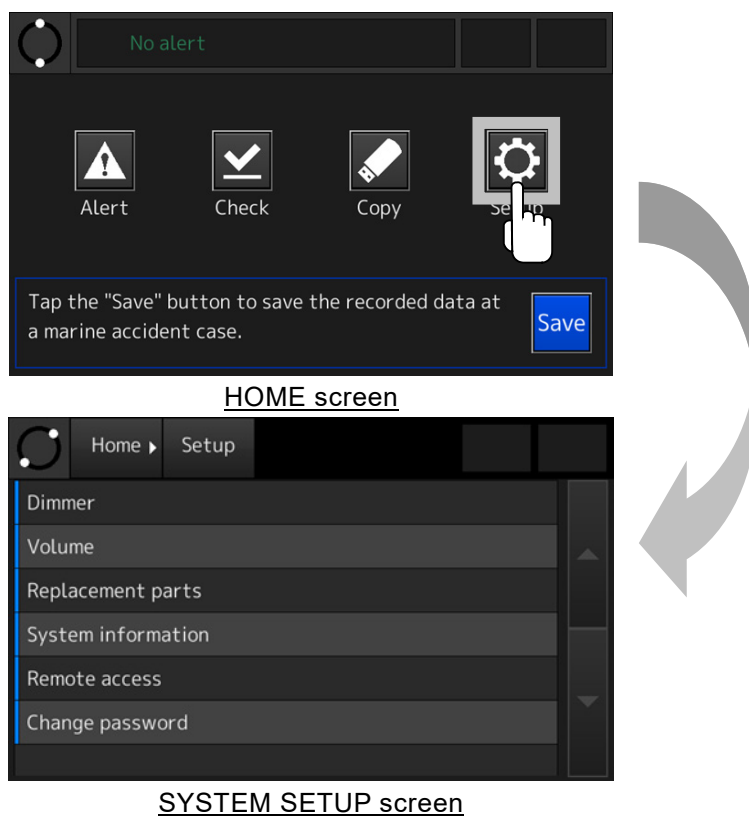 No alert
Alert
Check
Copy
Setup
Tap the "Save" button to save the recorded data at
a marine accident case.
Save
HOME screen
Home
Setup
Dimmer
Volume
Replacement parts
System information
Remote access
Change password
SYSTEM SETUP screen